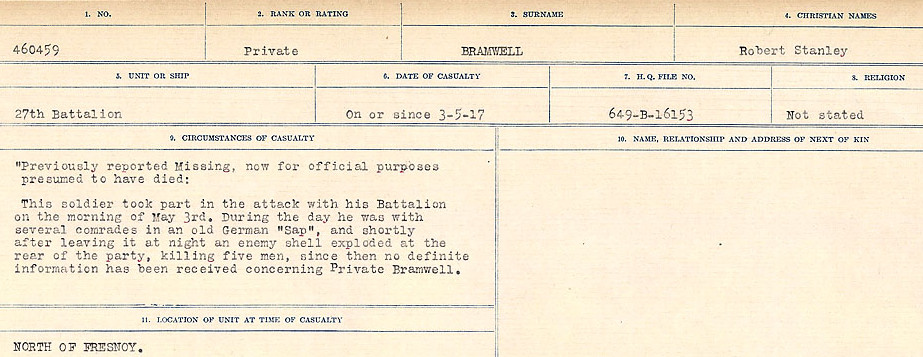 1. NO. 2. RANK OR RATING 3. SURNAME 4. CHRISTIAN NAMES
460459 Private BRAMWELL Robert Stanley
5. UNIT OR SHIP 6. DATE OF CASUALTY 7. H.Q. FILE NO. 8. RELIGION
27th Battalion On or since 3-5-17 649-B-16153 Not stated
9. CIRCUMSTANCES OF CASUALTY 10. NAME, RELATIONSHIP AND ADDRESS OF NEXT OF KIN
"Previously reported Missing, now for official purposes
presumed to have died:
This soldier took part in the attack with his Battalion
on the morning of May 3rd. During the day he was with
several comrades in an old German "Sap", and shortly
after leaving it at night an enemy shell exploded at the
rear of the party, killing five men, since then no definite
information has been received concerning Private Bramwell.
11. LOCATION OF UNIT AT TIME OF CASUALTY
NORTH OF FRESNOY.